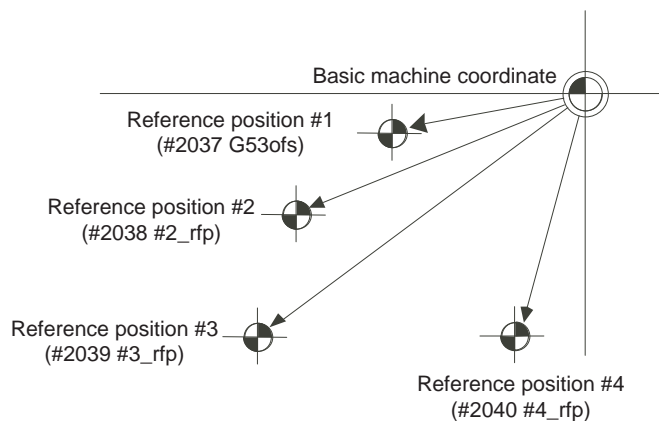 Basic machine coordinate
Reference position #1
(#2037 G53ofs)
Reference position #2
(#2038 #2_rfp)
Reference position #3
(#2039 #3_rfp)
Reference position #4
(#2040 #4_rfp)